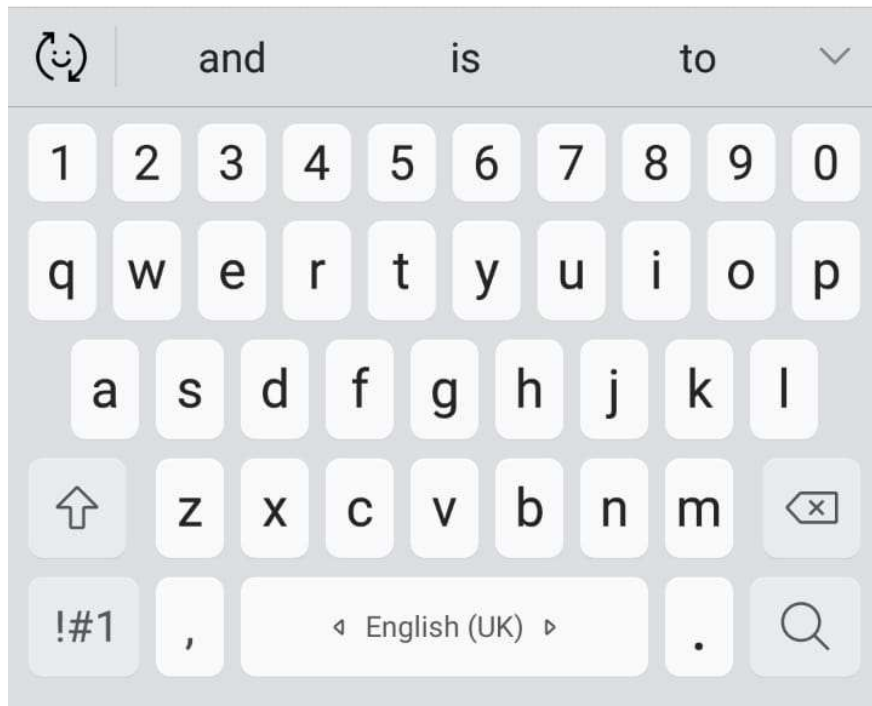 and is to
1 2 3 4 5 6 7 8 9 0
q w e r t y u i o p
a s d f g h j k l
z x c v b n m
!#1 , English (UK) .